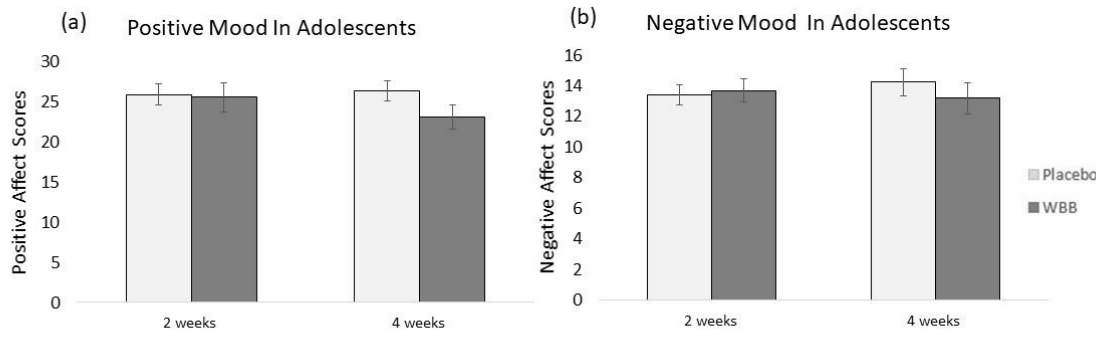 (a)
Positive Mood In Adolescents
30
25
20
15
10
5
0
Positive Affect Scores
2 weeks
4 weeks
(b)
Negative Mood In Adolescents
16
14
12
10
8
6
4
2
0
Negative Affect Scores
2 weeks
4 weeks
Placebo
WBB